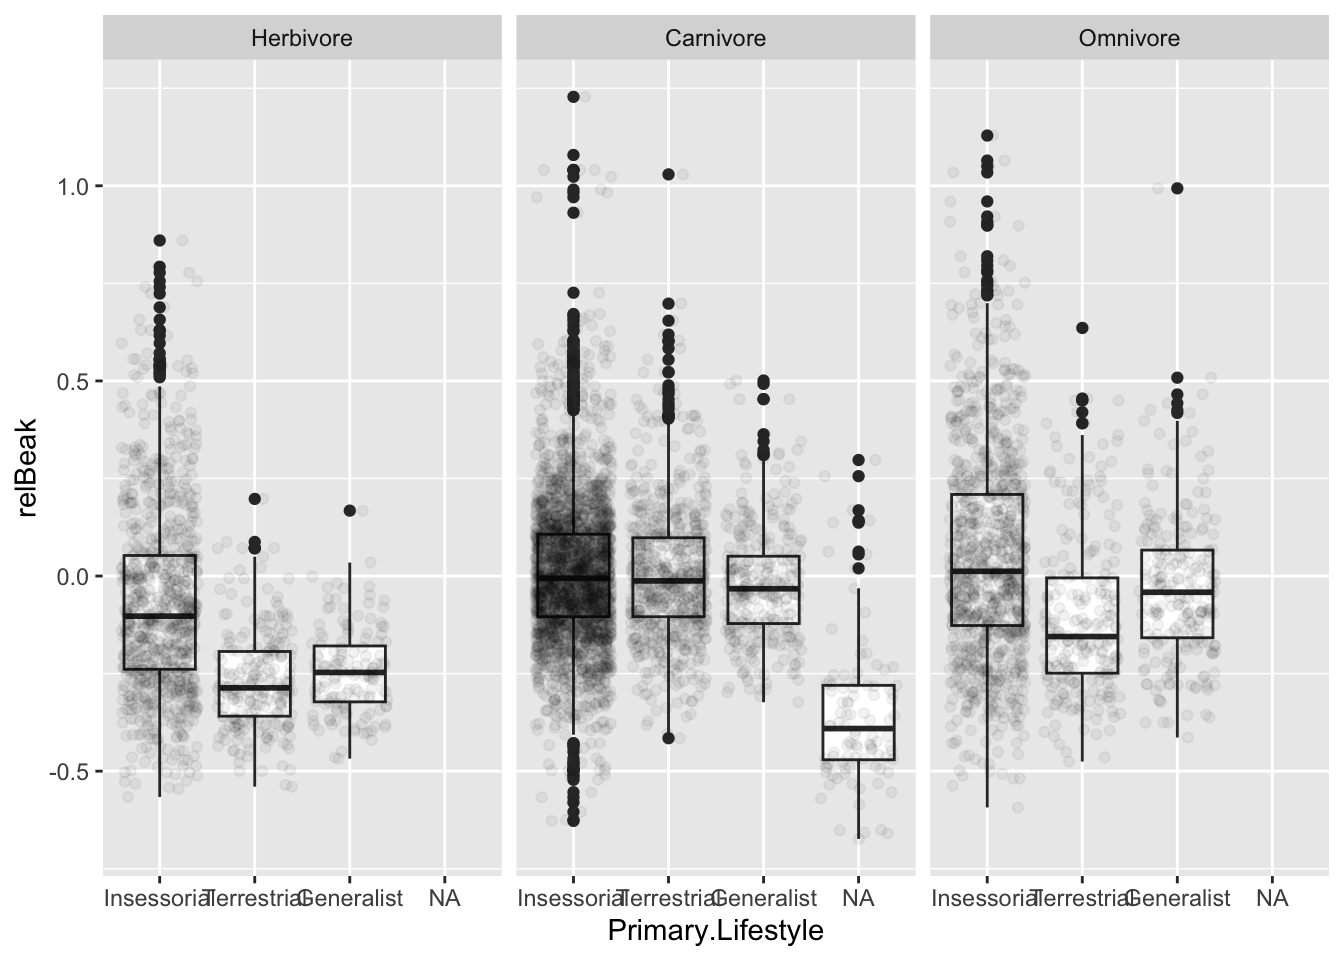 Herbivore Carnivore Omnivore
1.0
0.5
0.0
-0.5
relBeak
Insessorial Terrestrial Generalist NA Insessorial Terrestrial Generalist NA Insessorial Terrestrial Generalist NA
Primary.Lifestyle